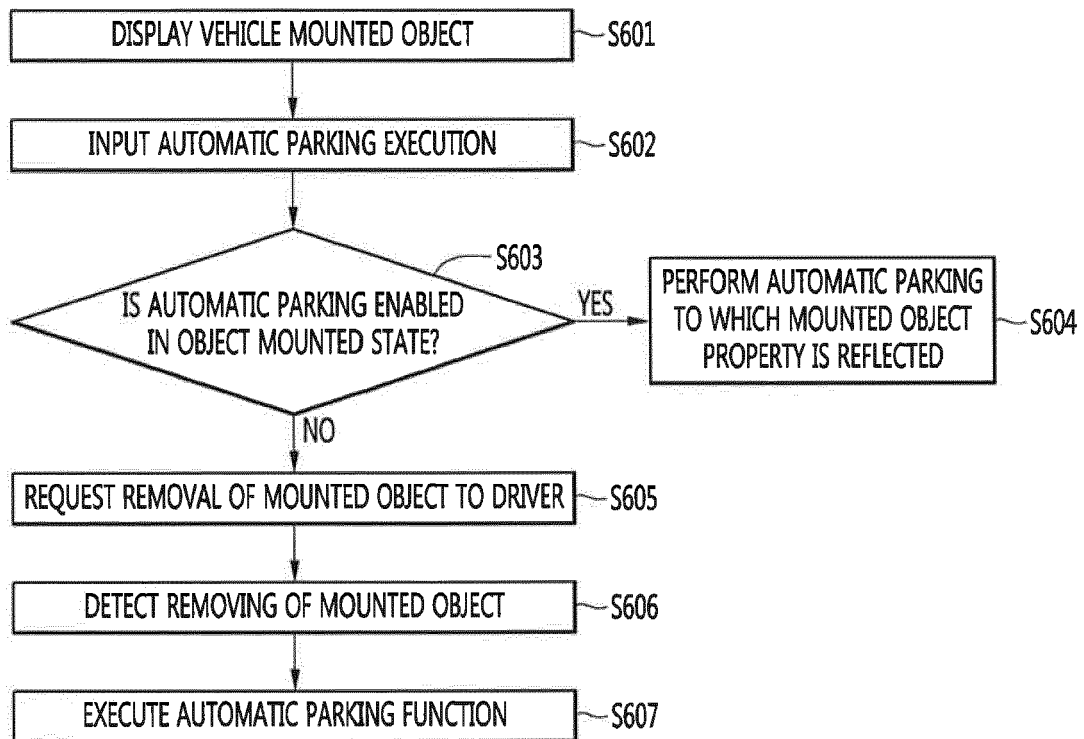 DISPLAY VEHICLE MOUNTED OBJECT
S601
INPUT AUTOMATIC PARKING EXECUTION
S602
S603
IS AUTOMATIC PARKING ENABLED
IN OBJECT MOUNTED STATE?
YES
PERFORM AUTOMATIC PARKING
TO WHICH MOUNTED OBJECT
PROPERTY IS REFLECTED
S604
NO
REQUEST REMOVAL OF MOUNTED OBJECT TO DRIVER
S605
DETECT REMOVING OF MOUNTED OBJECT
S606
EXECUTE AUTOMATIC PARKING FUNCTION
S607